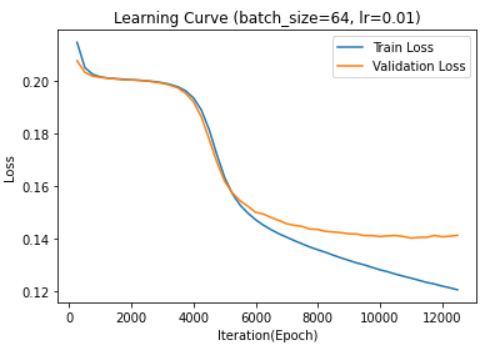 Learning Curve (batch_size=64, lr=0.01)
Train Loss
Validation Loss
0.20
0.18
0.16
0.14
0.12
Loss
0 2000 4000 6000 8000 10000 12000
Iteration(Epoch)